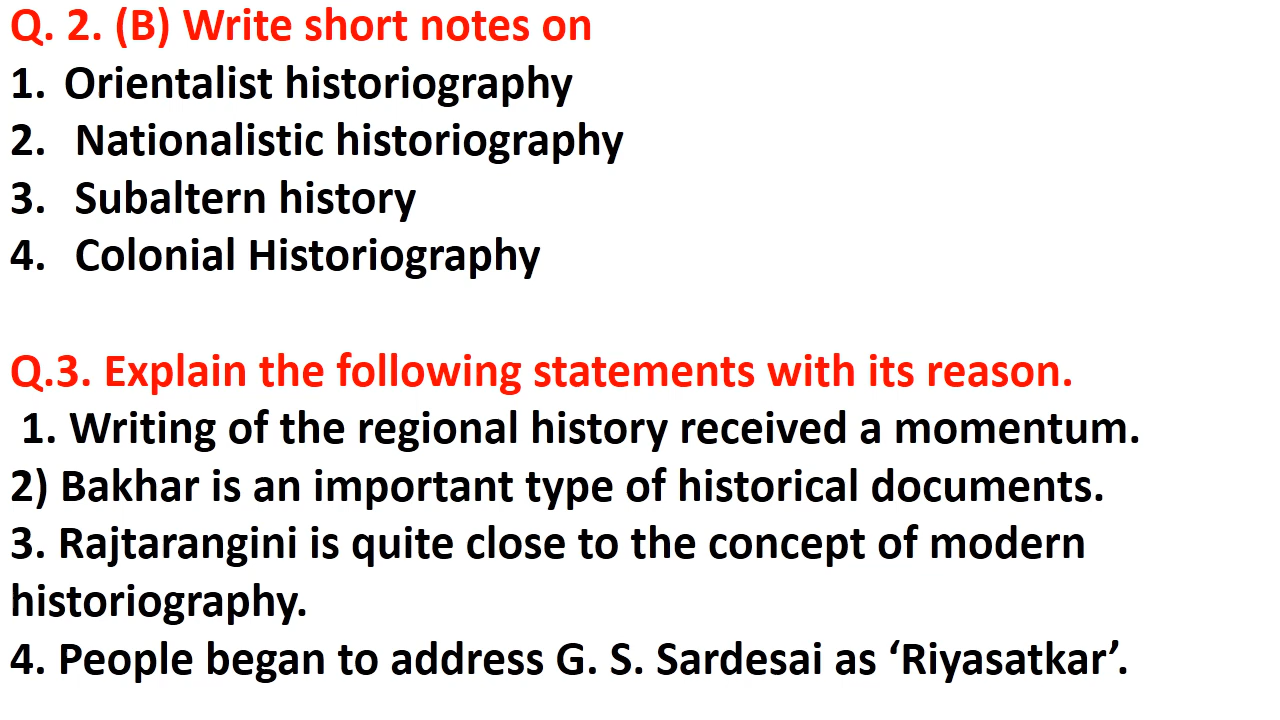 Q. 2. (B) Write short notes on
1. Orientalist historiography
2. Nationalistic historiography
3. Subaltern history
4. Colonial Historiography
Q.3. Explain the following statements with its reason.
1. Writing of the regional history received a momentum.
2) Bakhar is an important type of historical documents.
3. Rajtarangini is quite close to the concept of modern
historiography.
4. People began to address G. S. Sardesai as ‘Riyasatkar’.